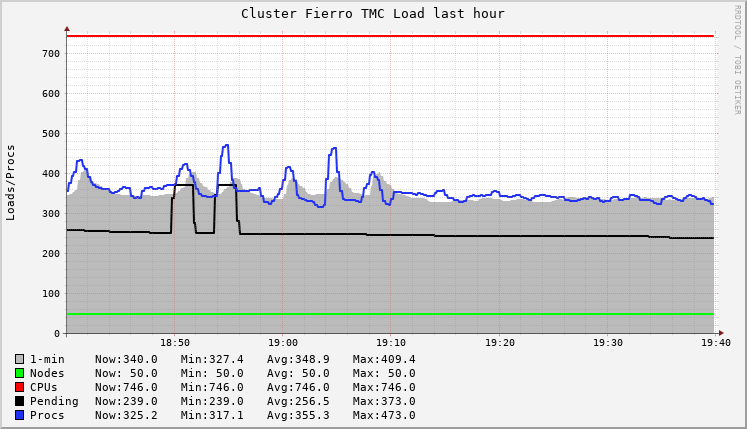 Cluster Fierro TMC Load last hour
RRDTOOL / TOBI OETIKER
Loads/Procs
700
600
500
400
300
200
100
0
18:50 19:00 19:10 19:20 19:30 19:40
1-min Now:340.0 Min:327.4 Avg:348.9 Max:409.4
Nodes Now: 50.0 Min: 50.0 Avg: 50.0 Max: 50.0
CPUs Now:746.0 Min:746.0 Avg:746.0 Max:746.0
Pending Now:239.0 Min:239.0 Avg:256.5 Max:373.0
Procs Now:325.2 Min:317.1 Avg:355.3 Max:473.0